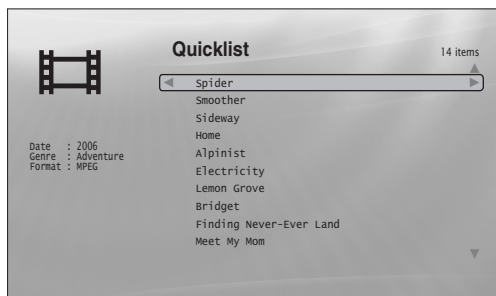 Quicklist
14 items
Spider
Smoother
Sideway
Home
Alpinist
Electricity
Lemon Grove
Bridget
Finding Never-Ever Land
Meet My Mom
Date : 2006
Genre : Adventure
Format : MPEG